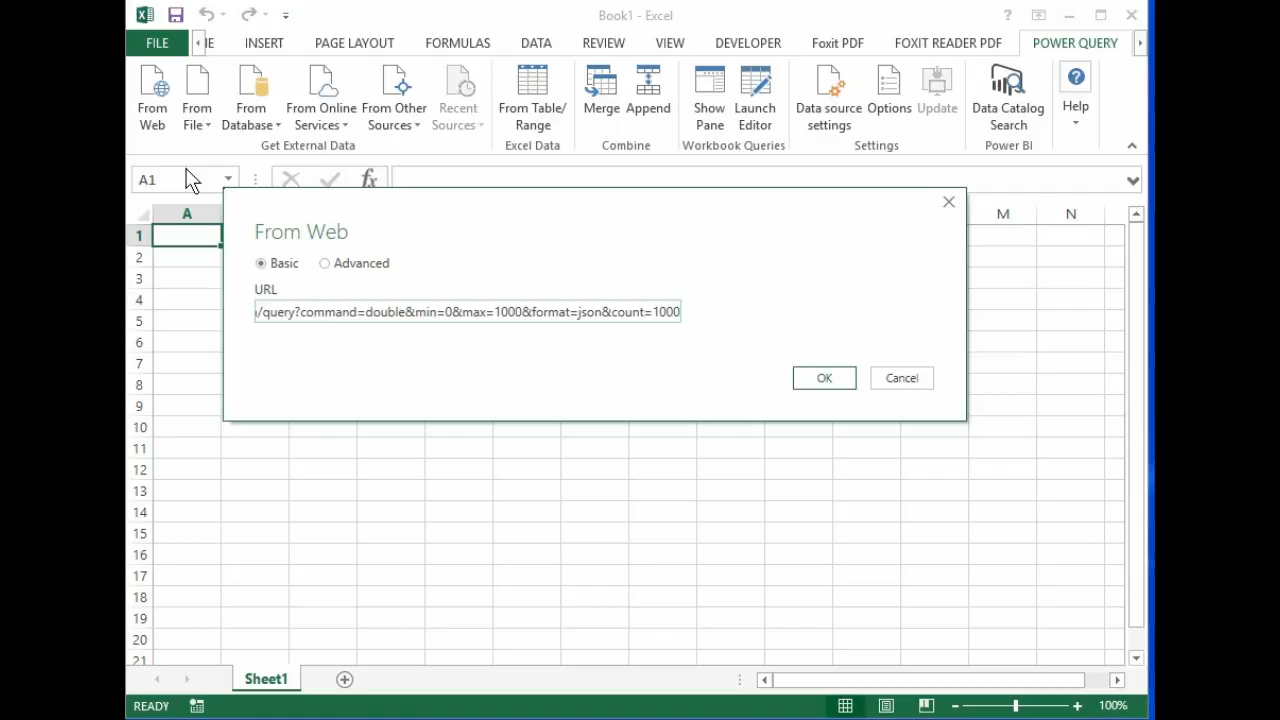 Book1 - Excel
FILE IE INSERT PAGE LAYOUT FORMULAS DATA REVIEW VIEW DEVELOPER Foxit PDF FOXIT READER PDF POWER QUERY
From Web
From File
From Database
From Online Services
From Other Sources
Recent Sources
From Table/ Range
Merge
Append
Show Pane
Launch Editor
Data source settings
Options
Update
Data Catalog Search
Help
Get External Data Excel Data Combine Workbook Queries Settings Power BI
A1 fx
A M N
From Web
Basic Advanced
URL
/query?command=double&min=0&max=1000&format=json&count=1000
OK Cancel
1
2
3
4
5
6
7
8
9
10
11
12
13
14
15
16
17
18
19
20
21
Sheet1
READY 100%